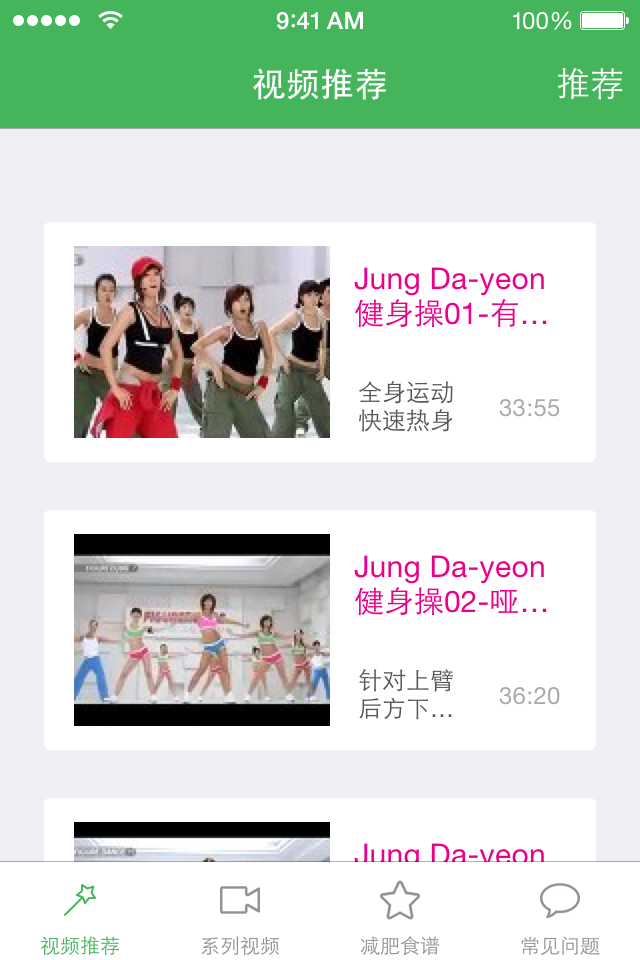 9:41 AM
100%
视频推荐
推荐
Jung Da-yeon
健身操01-有…
全身运动
快速热身
33:55
Jung Da-yeon
健身操02-哑…
针对上臂
后方下…
36:20
Jung Da-yeon
视频推荐
系列视频
减肥食谱
常见问题